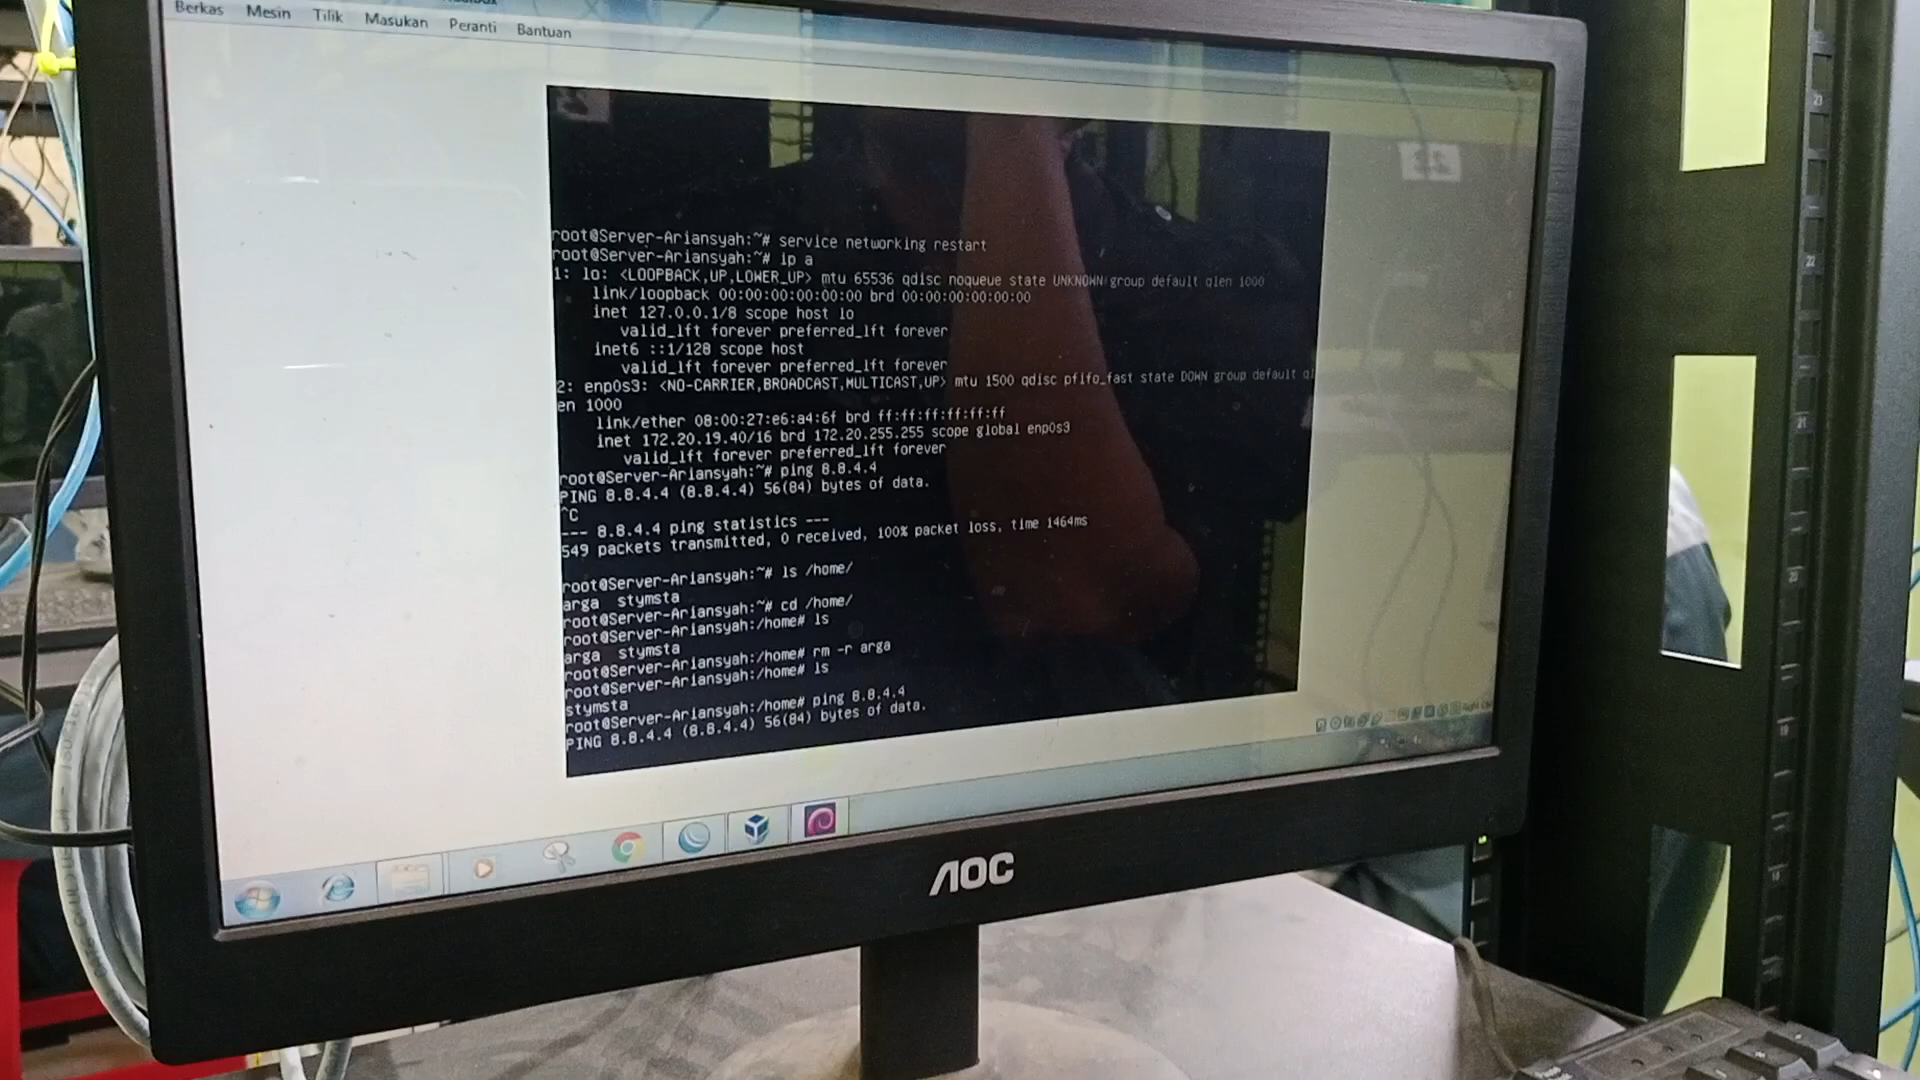 Berkas Mesin Tilik Masukan Peranti Bantuan
root@Server-Ariansyah:~# service networking restart
root@Server-Ariansyah:~# ip a
1: lo: <LOOPBACK,UP,LOWER_UP> mtu 65536 qdisc noqueue state UNKNOWN group default qlen 1000
link/loopback 00:00:00:00:00:00 brd 00:00:00:00:00:00
inet 127.0.0.1/8 scope host lo
valid_lft forever preferred_lft forever
inet6 ::1/128 scope host
valid_lft forever preferred_lft forever
2: enp0s3: <NO-CARRIER,BROADCAST,MULTICAST,UP> mtu 1500 qdisc pfifo_fast state DOWN group default ql
en 1000
link/ether 08:00:27:e6:a4:6f brd ff:ff:ff:ff:ff:ff
inet 172.20.19.40/16 brd 172.20.255.255 scope global enp0s3
valid_lft forever preferred_lft forever
root@Server-Ariansyah:~# ping 8.8.4.4
PING 8.8.4.4 (8.8.4.4) 56(84) bytes of data.
^C
--- 8.8.4.4 ping statistics ---
549 packets transmitted, 0 received, 100% packet loss, time 1464ms
root@Server-Ariansyah:~# ls /home/
arga stymsta
root@Server-Ariansyah:~# cd /home/
root@Server-Ariansyah:/home# ls
arga stymsta
root@Server-Ariansyah:/home# rm -r arga
root@Server-Ariansyah:/home# ls
stymsta
root@Server-Ariansyah:/home# ping 8.8.4.4
PING 8.8.4.4 (8.8.4.4) 56(84) bytes of data.
AOC
23
22
21
20
19